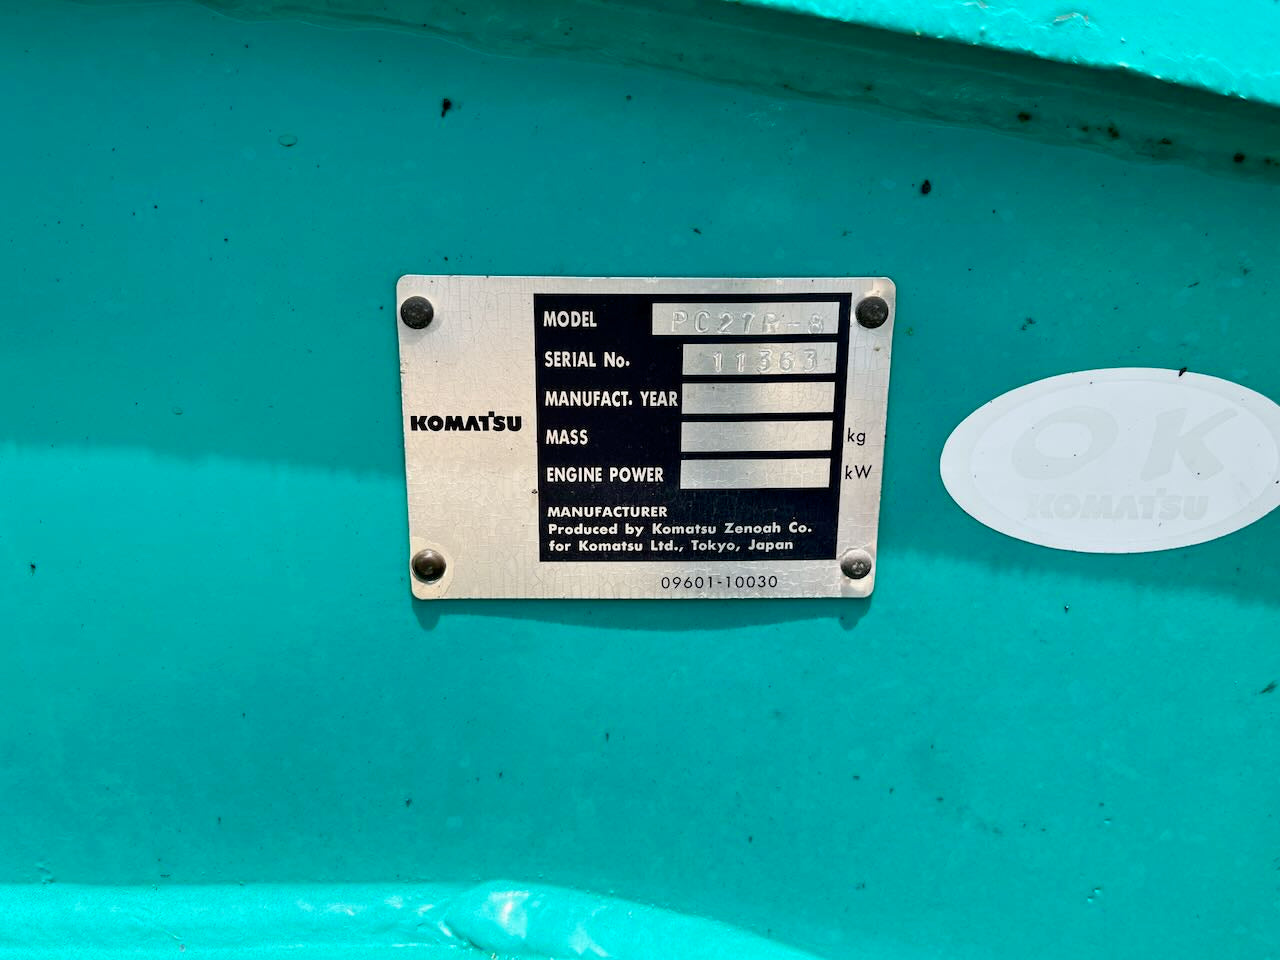 MODEL PC27R-8
SERIAL No. 11363
MANUFACT. YEAR
MASS kg
ENGINE POWER kW
KOMATSU
MANUFACTURER
Produced by Komatsu Zenoah Co.
for Komatsu Ltd., Tokyo, Japan
09601-10030
OK
KOMATSU